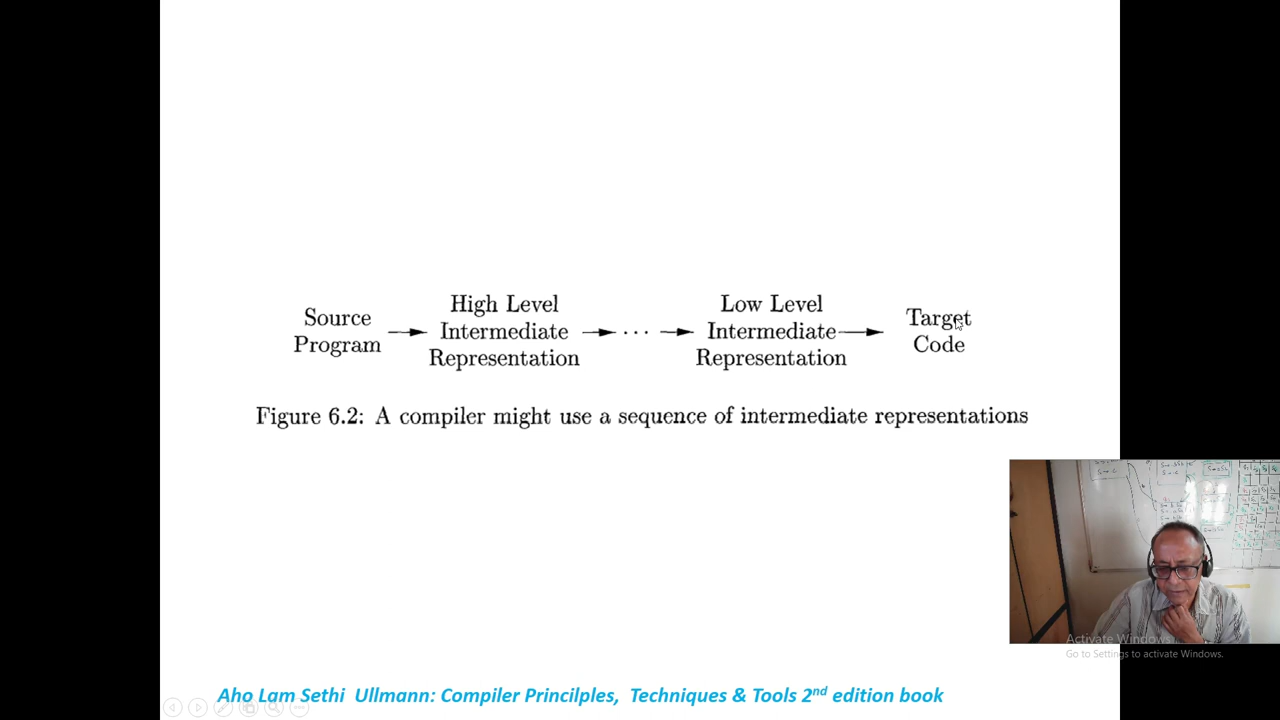 Source Program
High Level Intermediate Representation
...
Low Level Intermediate Representation
Target Code
Figure 6.2: A compiler might use a sequence of intermediate representations
Activate Windows
Go to Settings to activate Windows.
Aho Lam Sethi Ullmann: Compiler Princilples, Techniques & Tools 2nd edition book